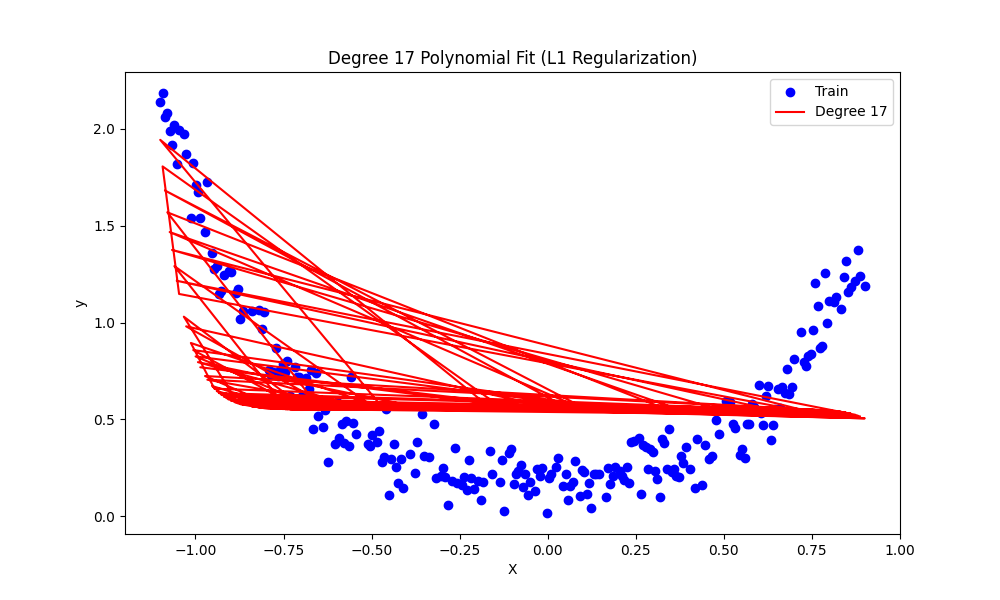 Degree 17 Polynomial Fit (L1 Regularization)
Train
Degree 17
y
2.0
1.5
1.0
0.5
0.0
−1.00 −0.75 −0.50 −0.25 0.00 0.25 0.50 0.75 1.00
X